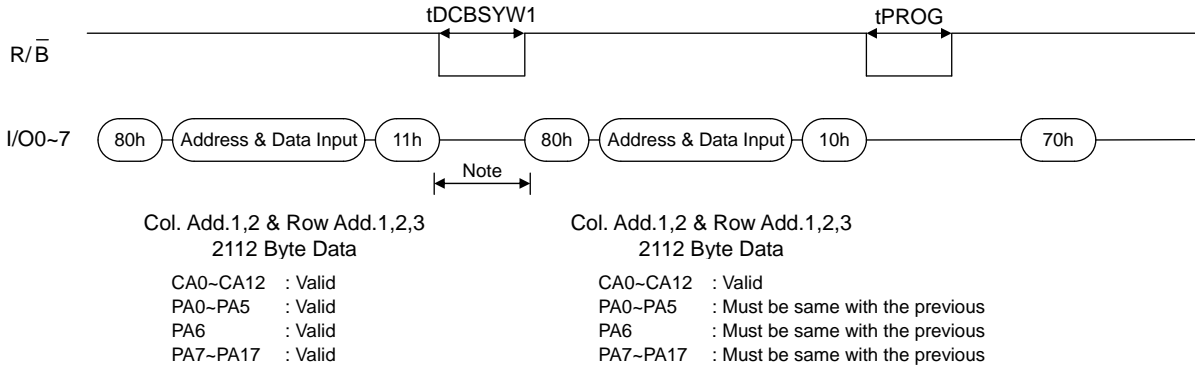 tDCBSYW1 tPROG
R/B̅
I/O0~7 80h Address & Data Input 11h 80h Address & Data Input 10h 70h
Note
Col. Add.1,2 & Row Add.1,2,3 Col. Add.1,2 & Row Add.1,2,3
2112 Byte Data 2112 Byte Data
CA0~CA12 : Valid CA0~CA12 : Valid
PA0~PA5 : Valid PA0~PA5 : Must be same with the previous
PA6 : Valid PA6 : Must be same with the previous
PA7~PA17 : Valid PA7~PA17 : Must be same with the previous